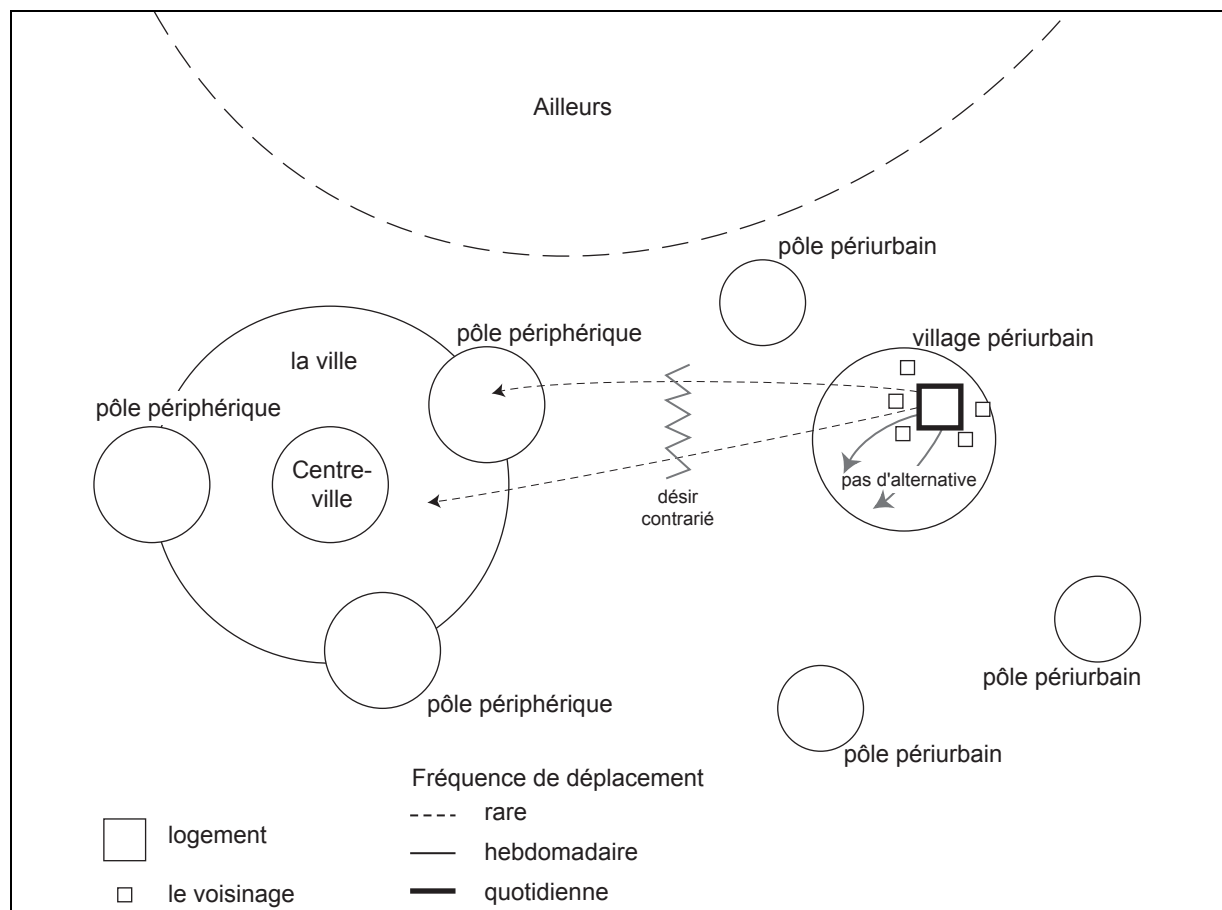 Ailleurs
pôle périurbain
pôle périphérique
village périurbain
la ville
pôle périphérique
Centre-
ville
pas d'alternative
désir
contrarié
pôle périurbain
pôle périphérique
pôle périurbain
Fréquence de déplacement
rare
logement
hebdomadaire
le voisinage
quotidienne